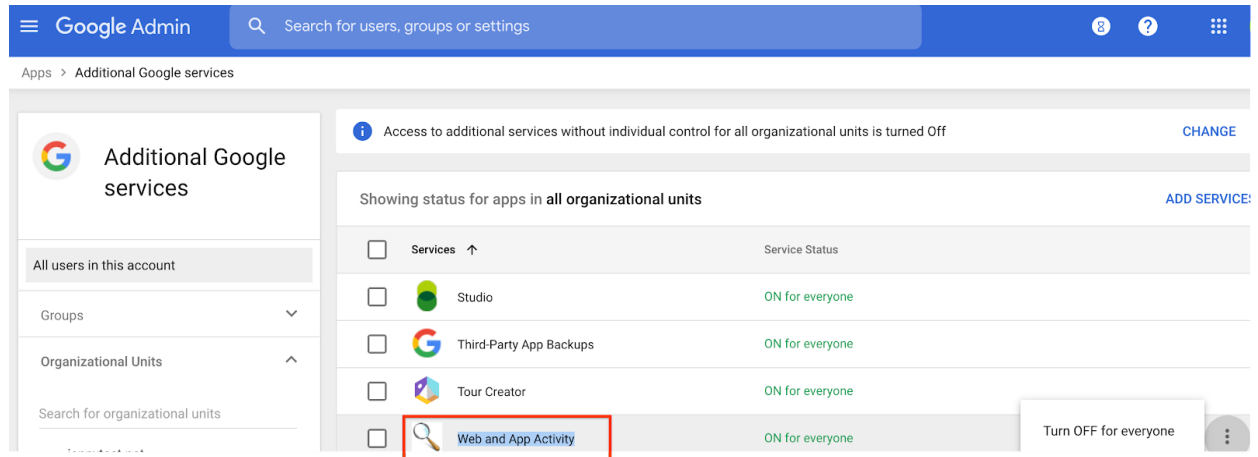 Google Admin
Search for users, groups or settings
Apps > Additional Google services
Additional Google
services
All users in this account
Groups
Organizational Units
Search for organizational units
Access to additional services without individual control for all organizational units is turned Off
CHANGE
Showing status for apps in all organizational units
ADD SERVICES
Services
Service Status
Studio
ON for everyone
Third-Party App Backups
ON for everyone
Tour Creator
ON for everyone
Web and App Activity
ON for everyone
Turn OFF for everyone